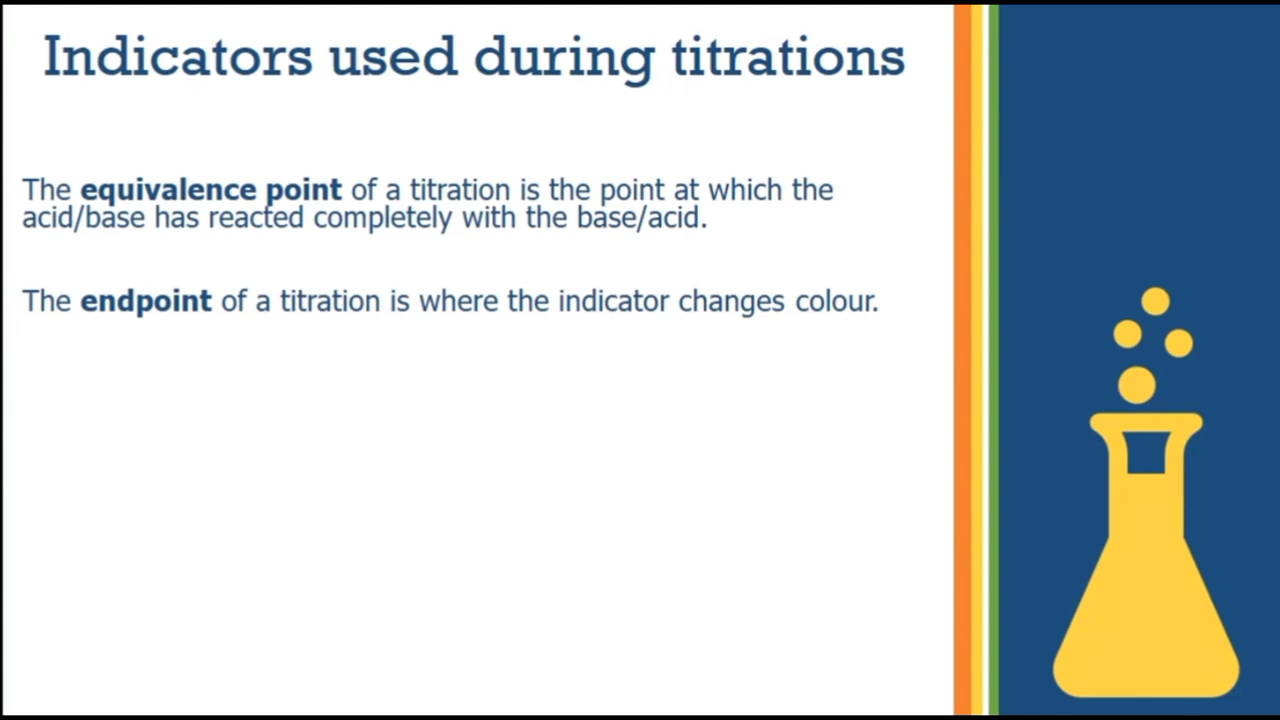 Indicators used during titrations
The equivalence point of a titration is the point at which the
acid/base has reacted completely with the base/acid.
The endpoint of a titration is where the indicator changes colour.